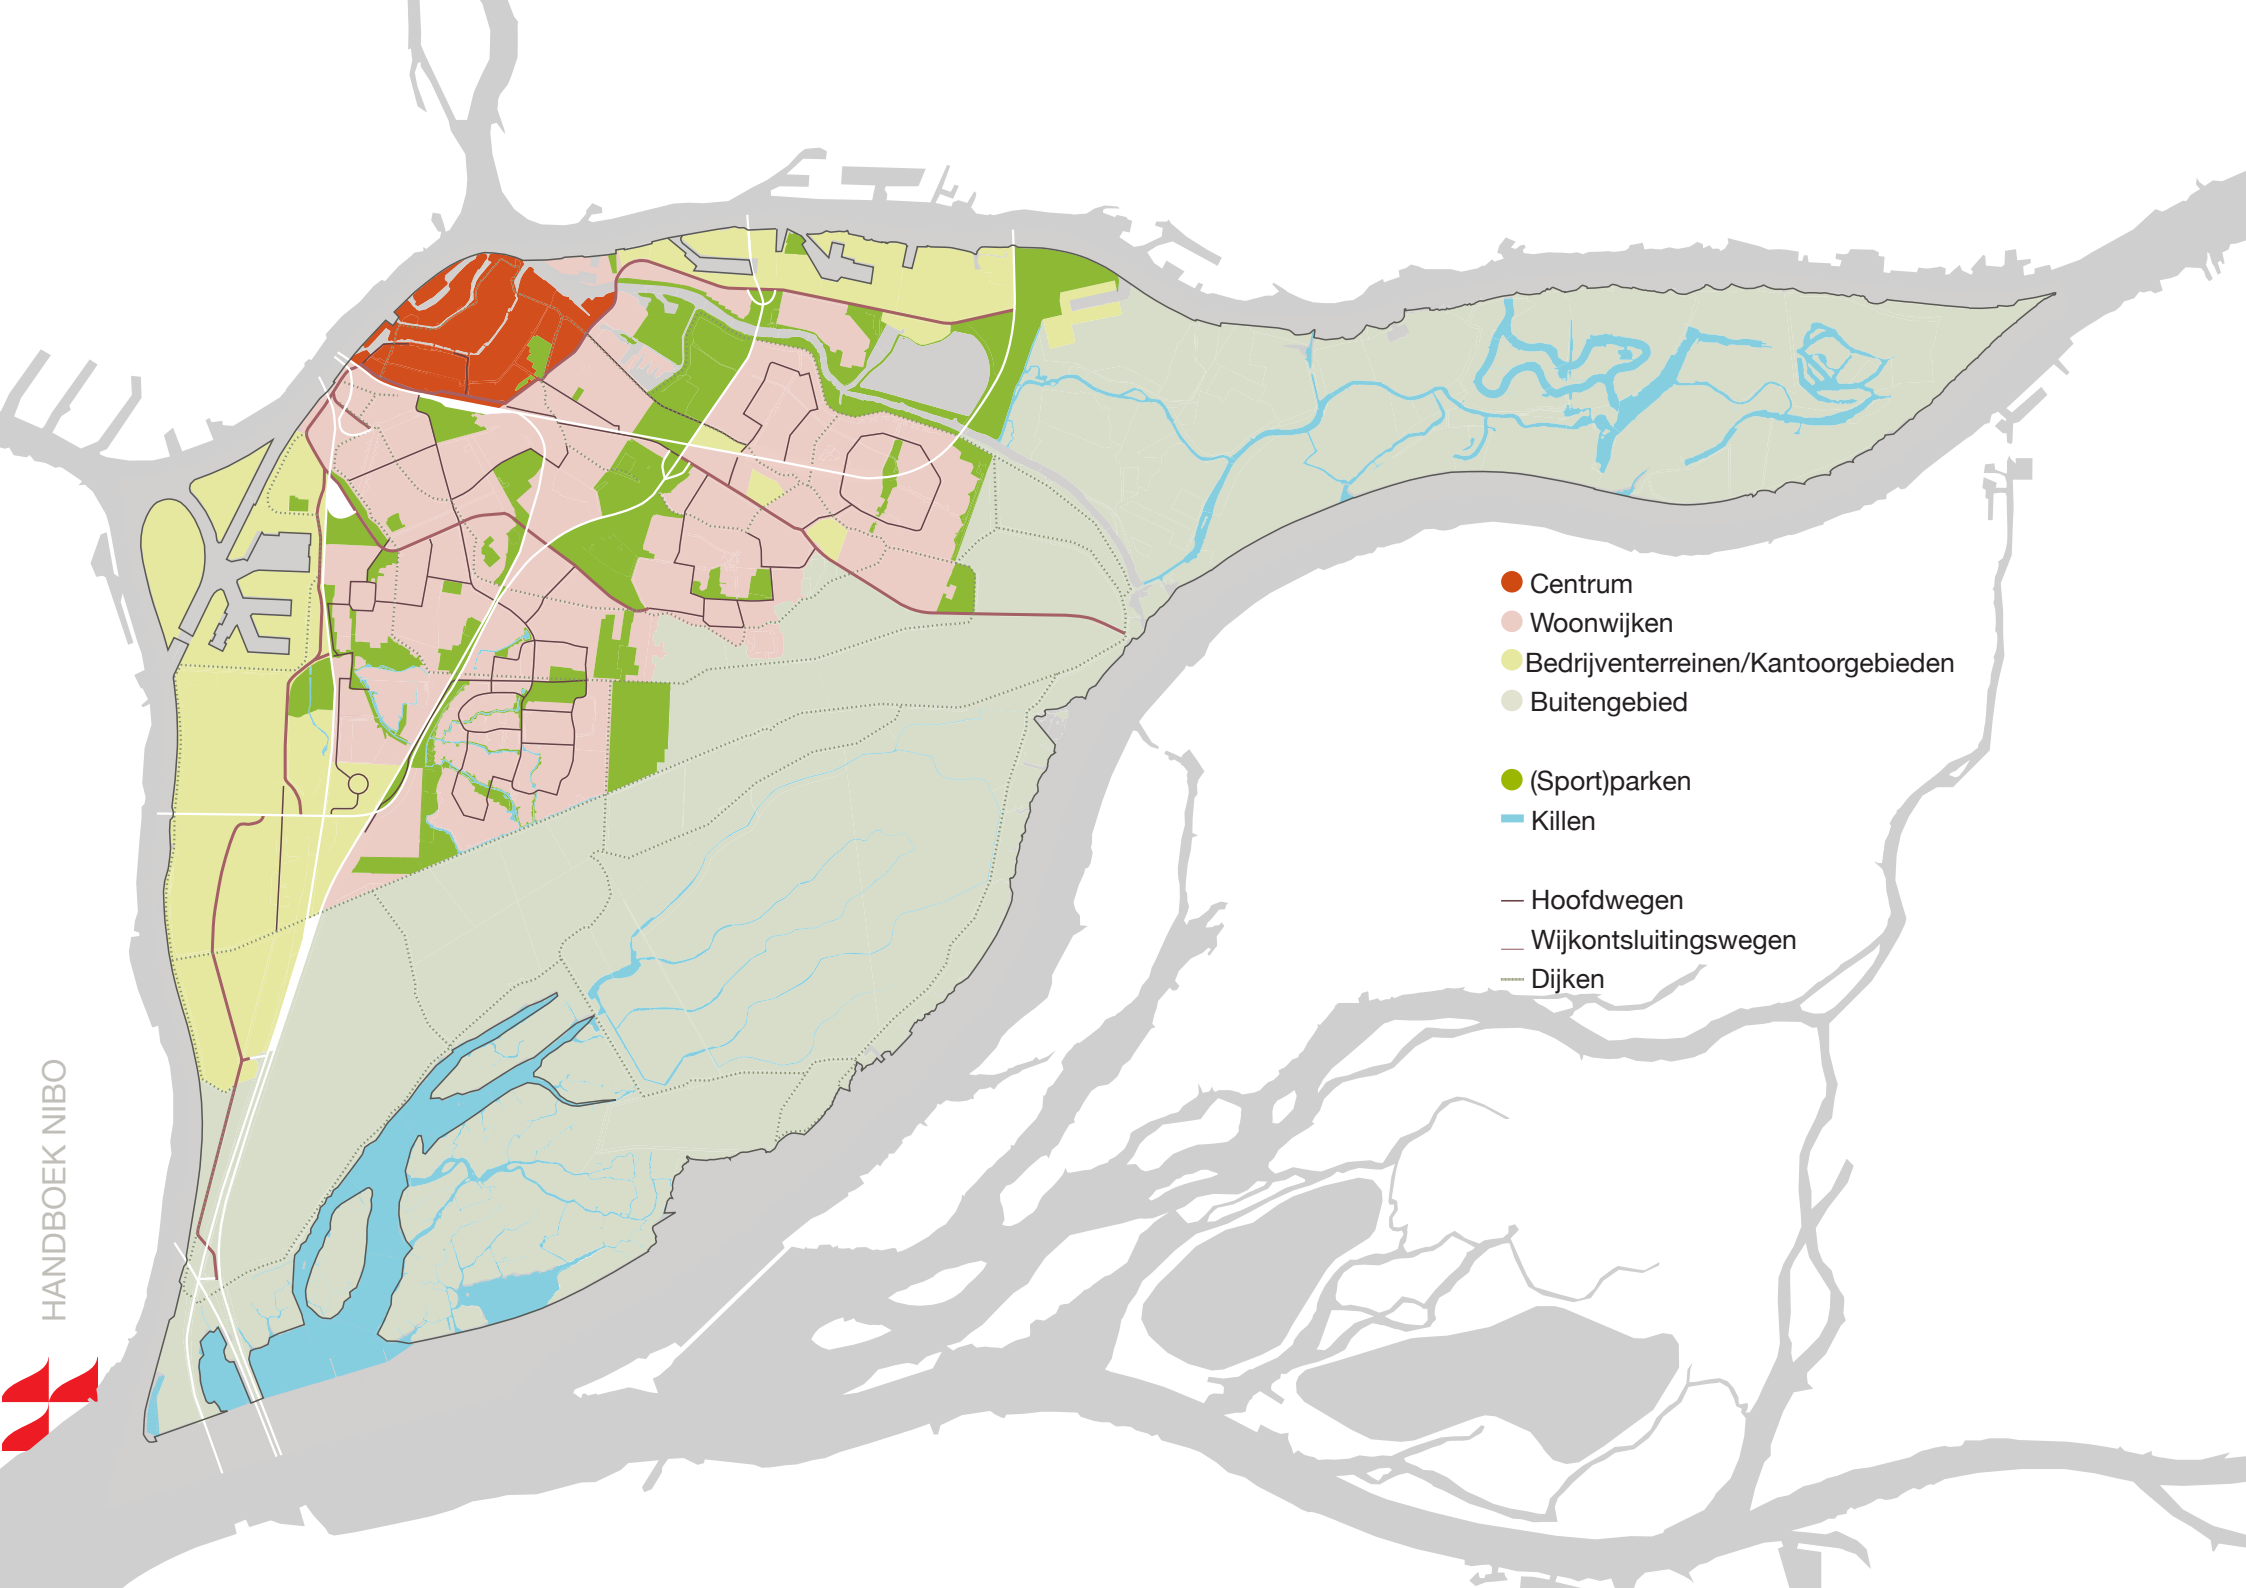 Centrum
Woonwijken
Bedrijventerreinen/Kantoorgebieden
Buitengebied
(Sport)parken
Killen
Hoofdwegen
Wijkontsluitingswegen
Dijken
HANDBOEK NIBO